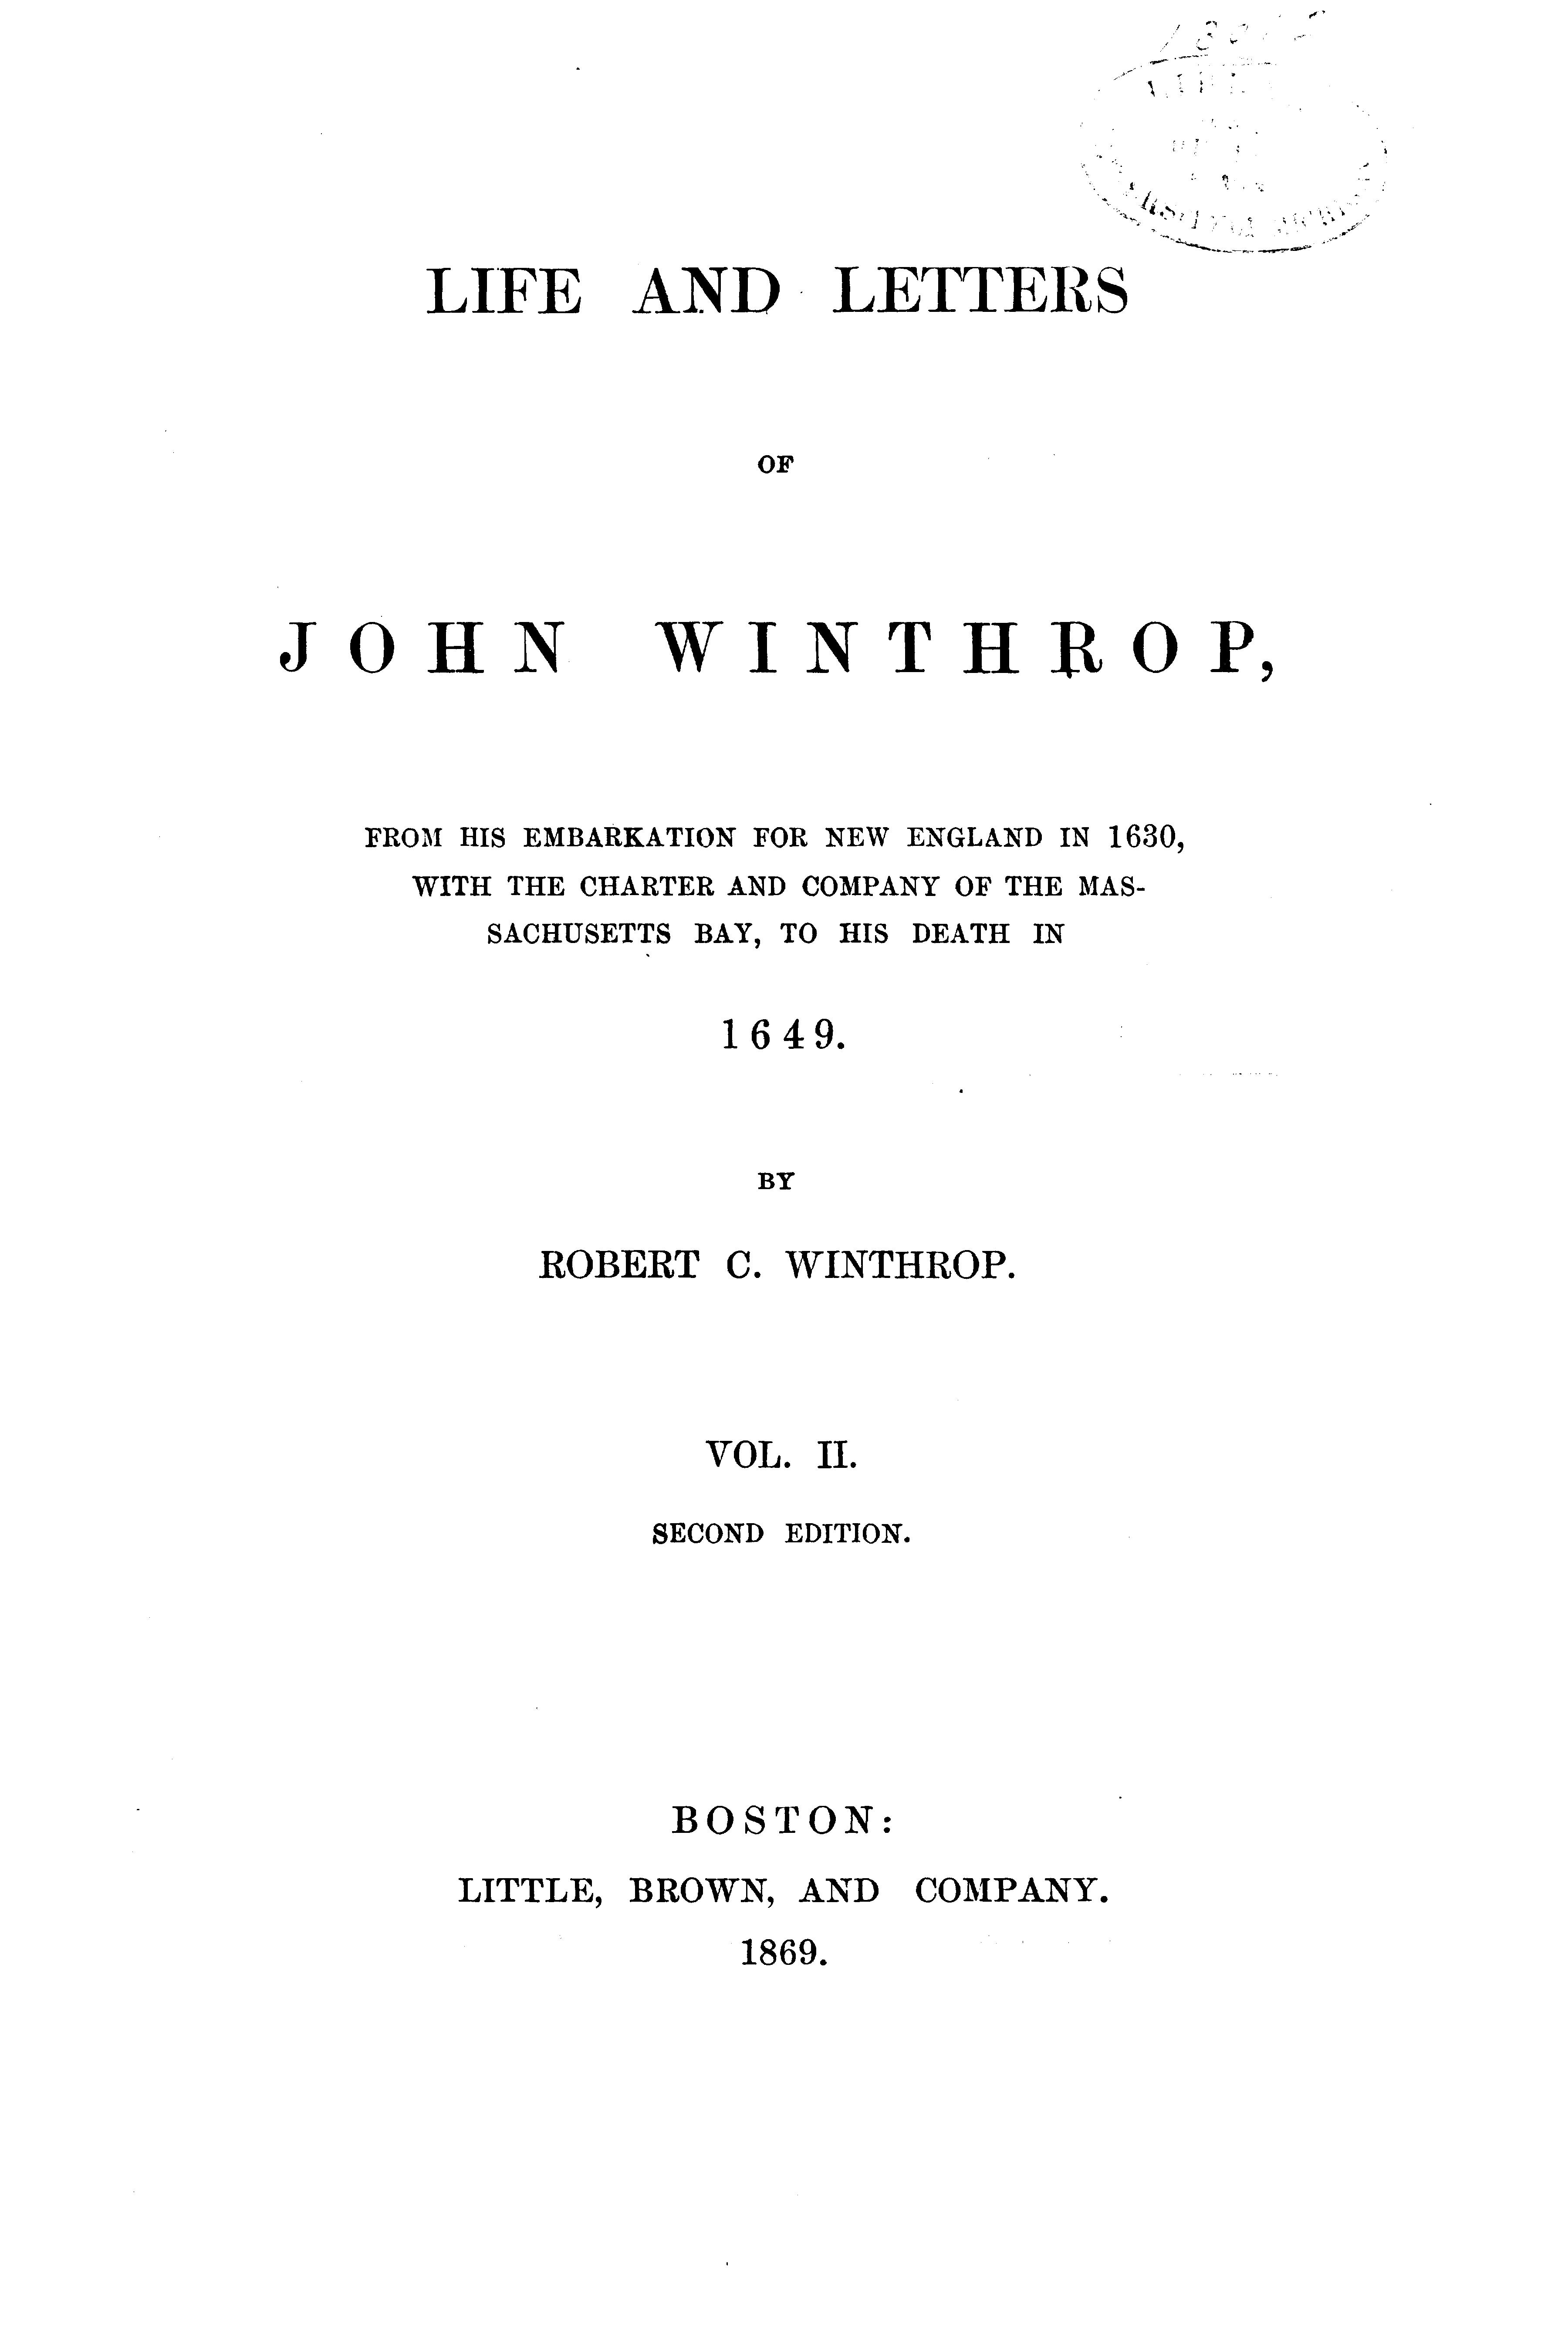 LIFE AND LETTERS
OF
JOHN WINTHROP,
FROM HIS EMBARKATION FOR NEW ENGLAND IN 1630,
WITH THE CHARTER AND COMPANY OF THE MAS-
SACHUSETTS BAY, TO HIS DEATH IN
1649.
BY
ROBERT C. WINTHROP.
VOL. II.
SECOND EDITION.
BOSTON:
LITTLE, BROWN, AND COMPANY.
1869.